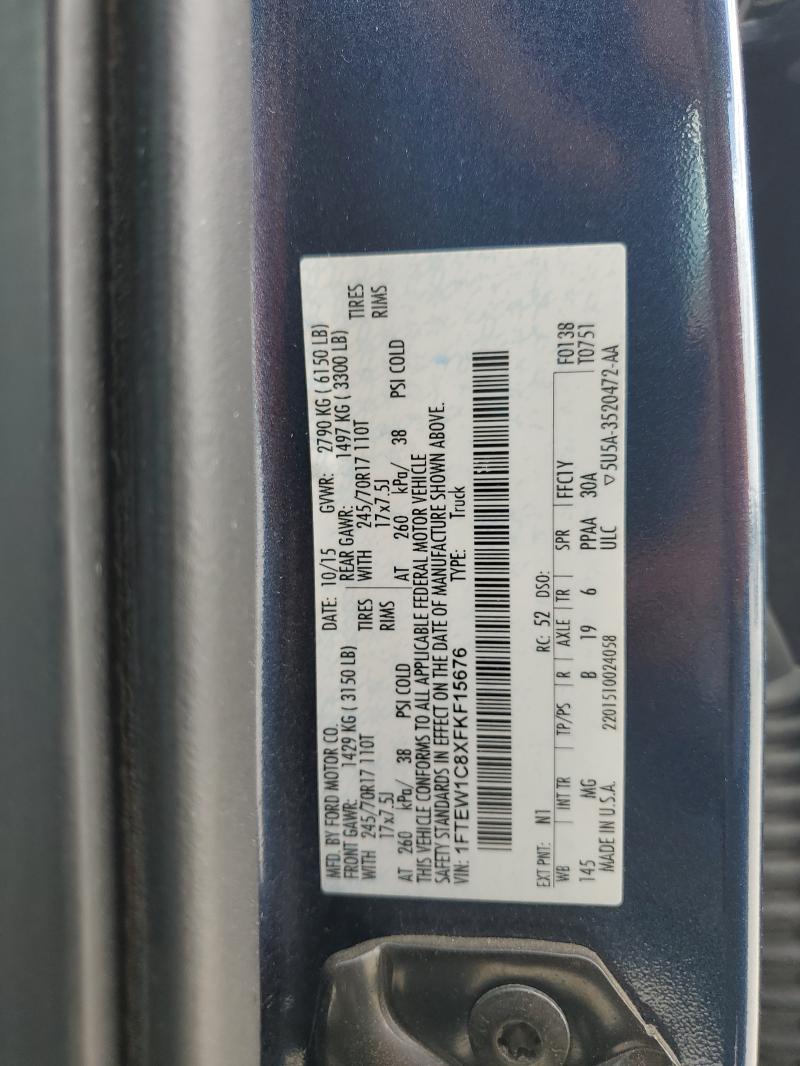 MFD. BY FORD MOTOR CO. DATE: 10/15 GVWR: 2790 KG ( 6150 LB)
FRONT GAWR: 1429 KG ( 3150 LB) REAR GAWR: 1497 KG ( 3300 LB)
WITH 245/70R17 110T TIRES WITH 245/70R17 110T TIRES
17x7.5J RIMS 17x7.5J RIMS
AT 260 kPa/ 38 PSI COLD AT 260 kPa/ 38 PSI COLD
THIS VEHICLE CONFORMS TO ALL APPLICABLE FEDERAL MOTOR VEHICLE
SAFETY STANDARDS IN EFFECT ON THE DATE OF MANUFACTURE SHOWN ABOVE.
VIN: 1FTEW1C8XFKF15676 TYPE: Truck
EXT PNT: N1 RC: 52 DSO:
WB INT TR TP/PS R AXLE TR SPR FFC1Y F0138
145 MG B 19 6 PPAA 30A T0751
MADE IN U.S.A. 2201510024058 ULC ▽5U5A-3520472-AA